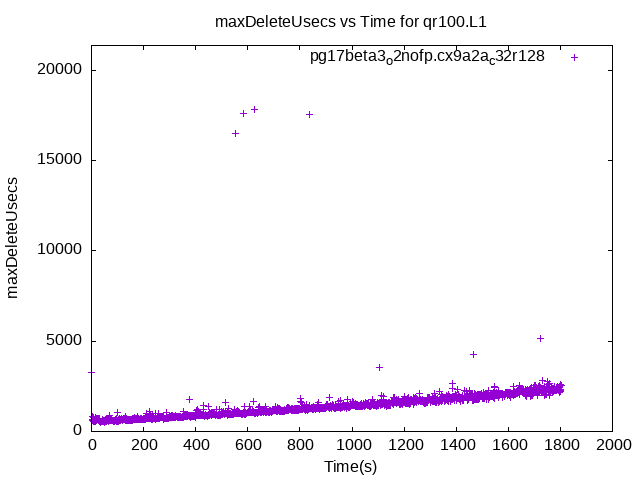 maxDeleteUsecs vs Time for qr100.L1
pg17beta3o2nofp.cx9a2ac32r128
20000
15000
10000
5000
0
maxDeleteUsecs
0 200 400 600 800 1000 1200 1400 1600 1800 2000
Time(s)